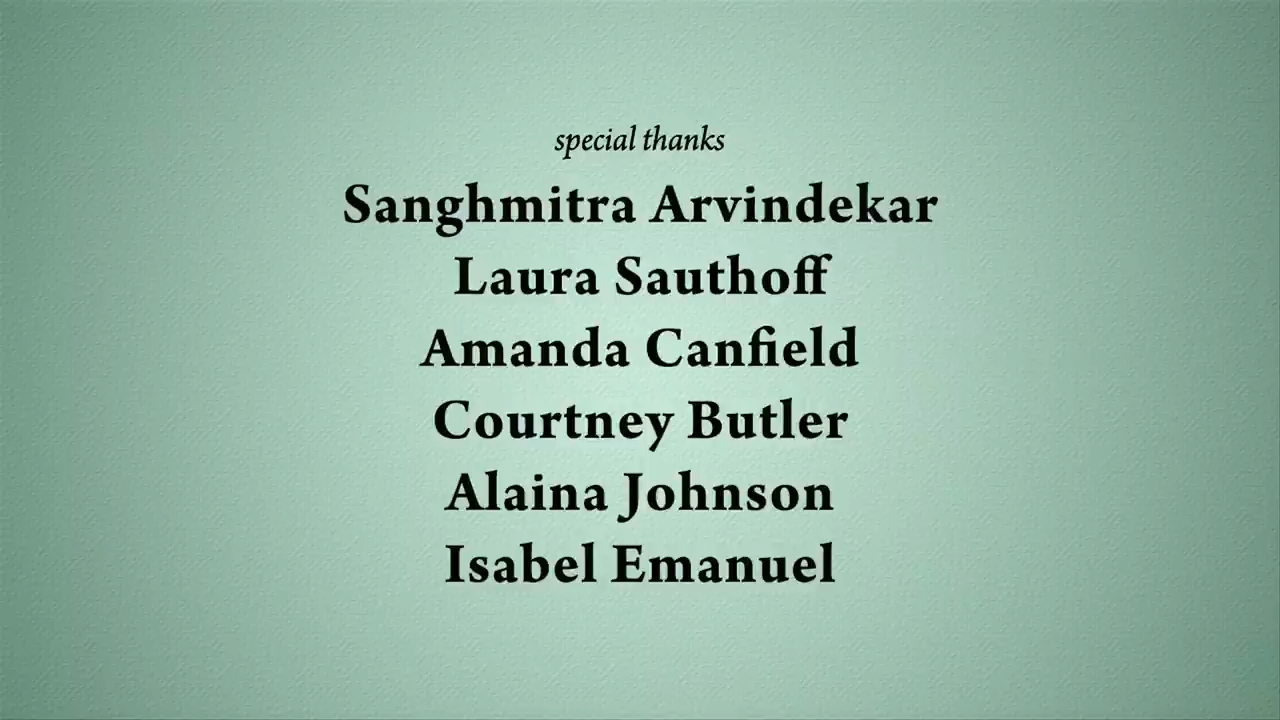 special thanks
Sanghmitra Arvindekar
Laura Sauthoff
Amanda Canfield
Courtney Butler
Alaina Johnson
Isabel Emanuel